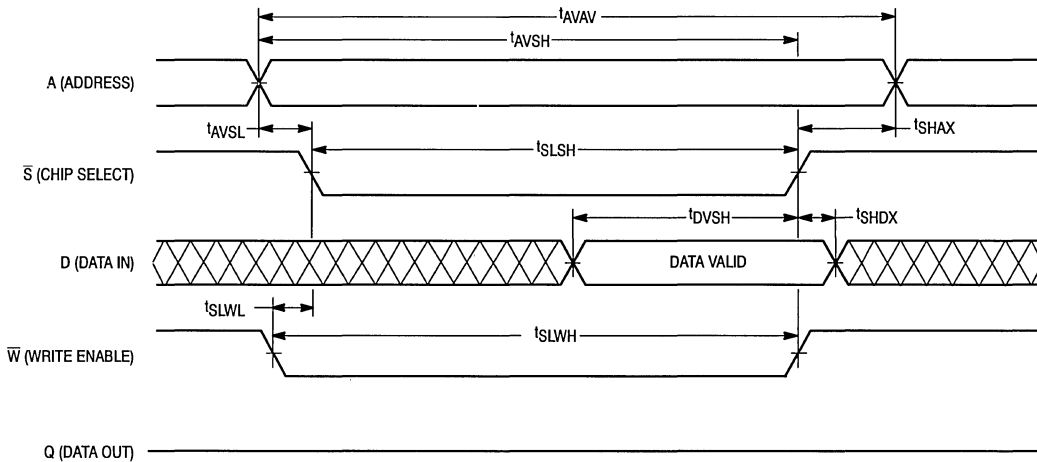 tAVAV
tAVSH
A (ADDRESS)
tAVSL
tSHAX
tSLSH
S̅ (CHIP SELECT)
tDVSH
tSHDX
D (DATA IN)
DATA VALID
tSLWL
tSLWH
W̅ (WRITE ENABLE)
Q (DATA OUT)